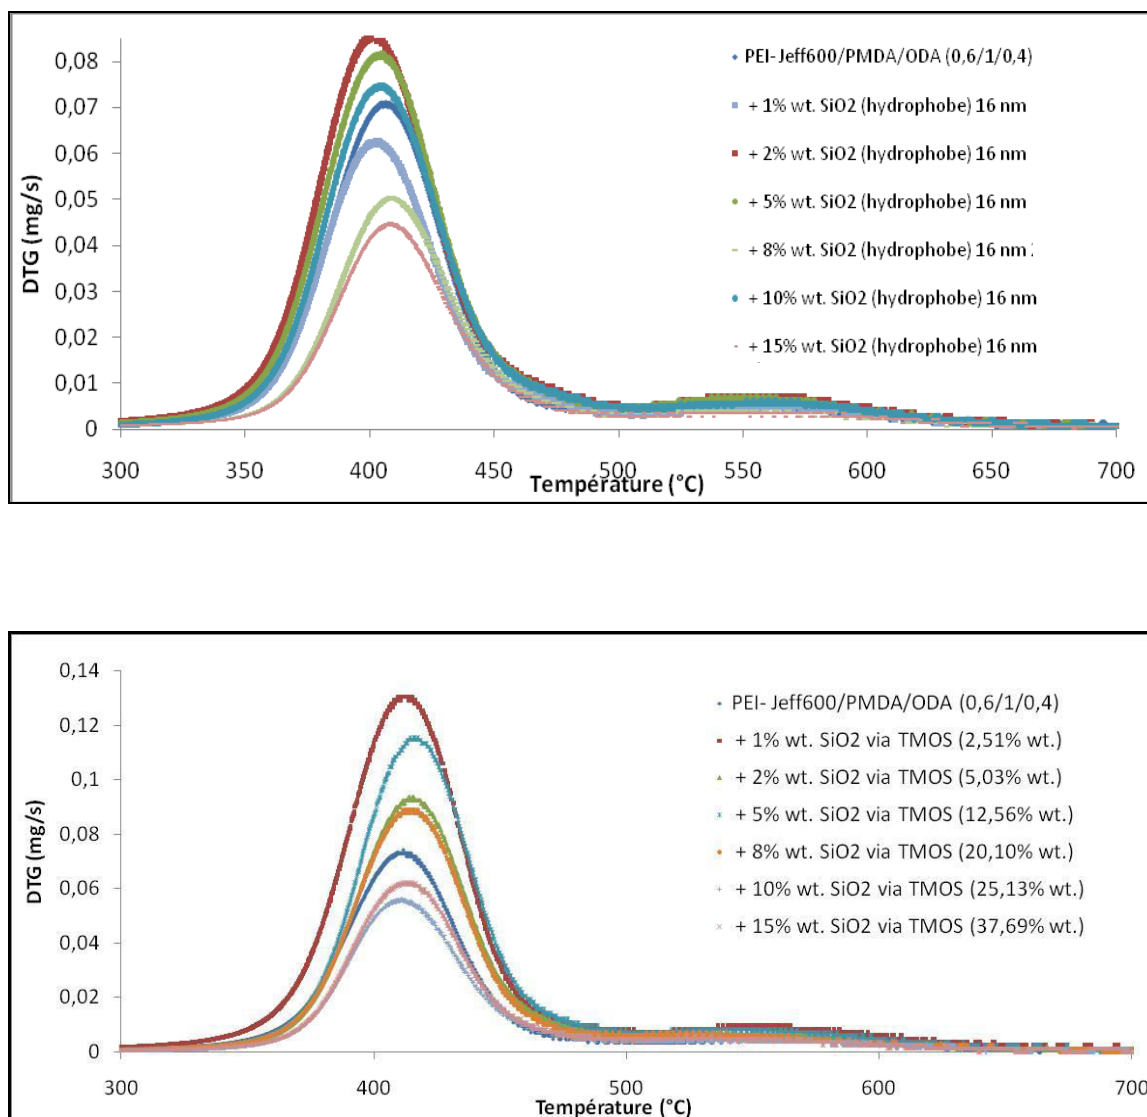 0,08
0,07
0,06
0,05
0,04
0,03
0,02
0,01
0
DTG (mg/s)
300 350 400 450 500 550 600 650 700
Température (°C)
PEI- Jeff600/PMDA/ODA (0,6/1/0,4)
+ 1% wt. SiO2 (hydrophobe) 16 nm
+ 2% wt. SiO2 (hydrophobe) 16 nm
+ 5% wt. SiO2 (hydrophobe) 16 nm
+ 8% wt. SiO2 (hydrophobe) 16 nm
+ 10% wt. SiO2 (hydrophobe) 16 nm
+ 15% wt. SiO2 (hydrophobe) 16 nm
0,14
0,12
0,1
0,08
0,06
0,04
0,02
0
DTG (mg/s)
300 400 500 600 700
Température (°C)
PEI- Jeff600/PMDA/ODA (0,6/1/0,4)
+ 1% wt. SiO2 via TMOS (2,51% wt.)
+ 2% wt. SiO2 via TMOS (5,03% wt.)
+ 5% wt. SiO2 via TMOS (12,56% wt.)
+ 8% wt. SiO2 via TMOS (20,10% wt.)
+ 10% wt. SiO2 via TMOS (25,13% wt.)
+ 15% wt. SiO2 via TMOS (37,69% wt.)